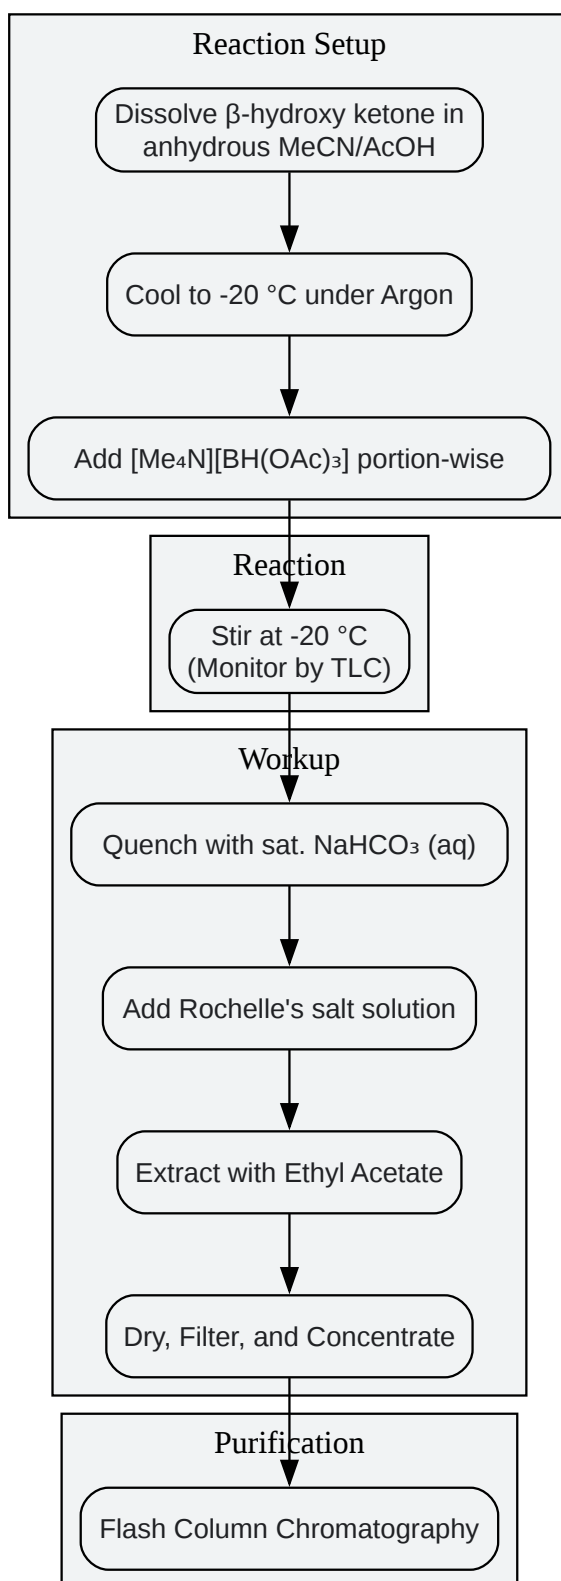 Reaction Setup
Dissolve β-hydroxy ketone in
anhydrous MeCN/AcOH
Cool to -20 °C under Argon
Add [Me₄N][BH(OAc)₃] portion-wise
Reaction
Stir at -20 °C
(Monitor by TLC)
Workup
Quench with sat. NaHCO₃ (aq)
Add Rochelle's salt solution
Extract with Ethyl Acetate
Dry, Filter, and Concentrate
Purification
Flash Column Chromatography